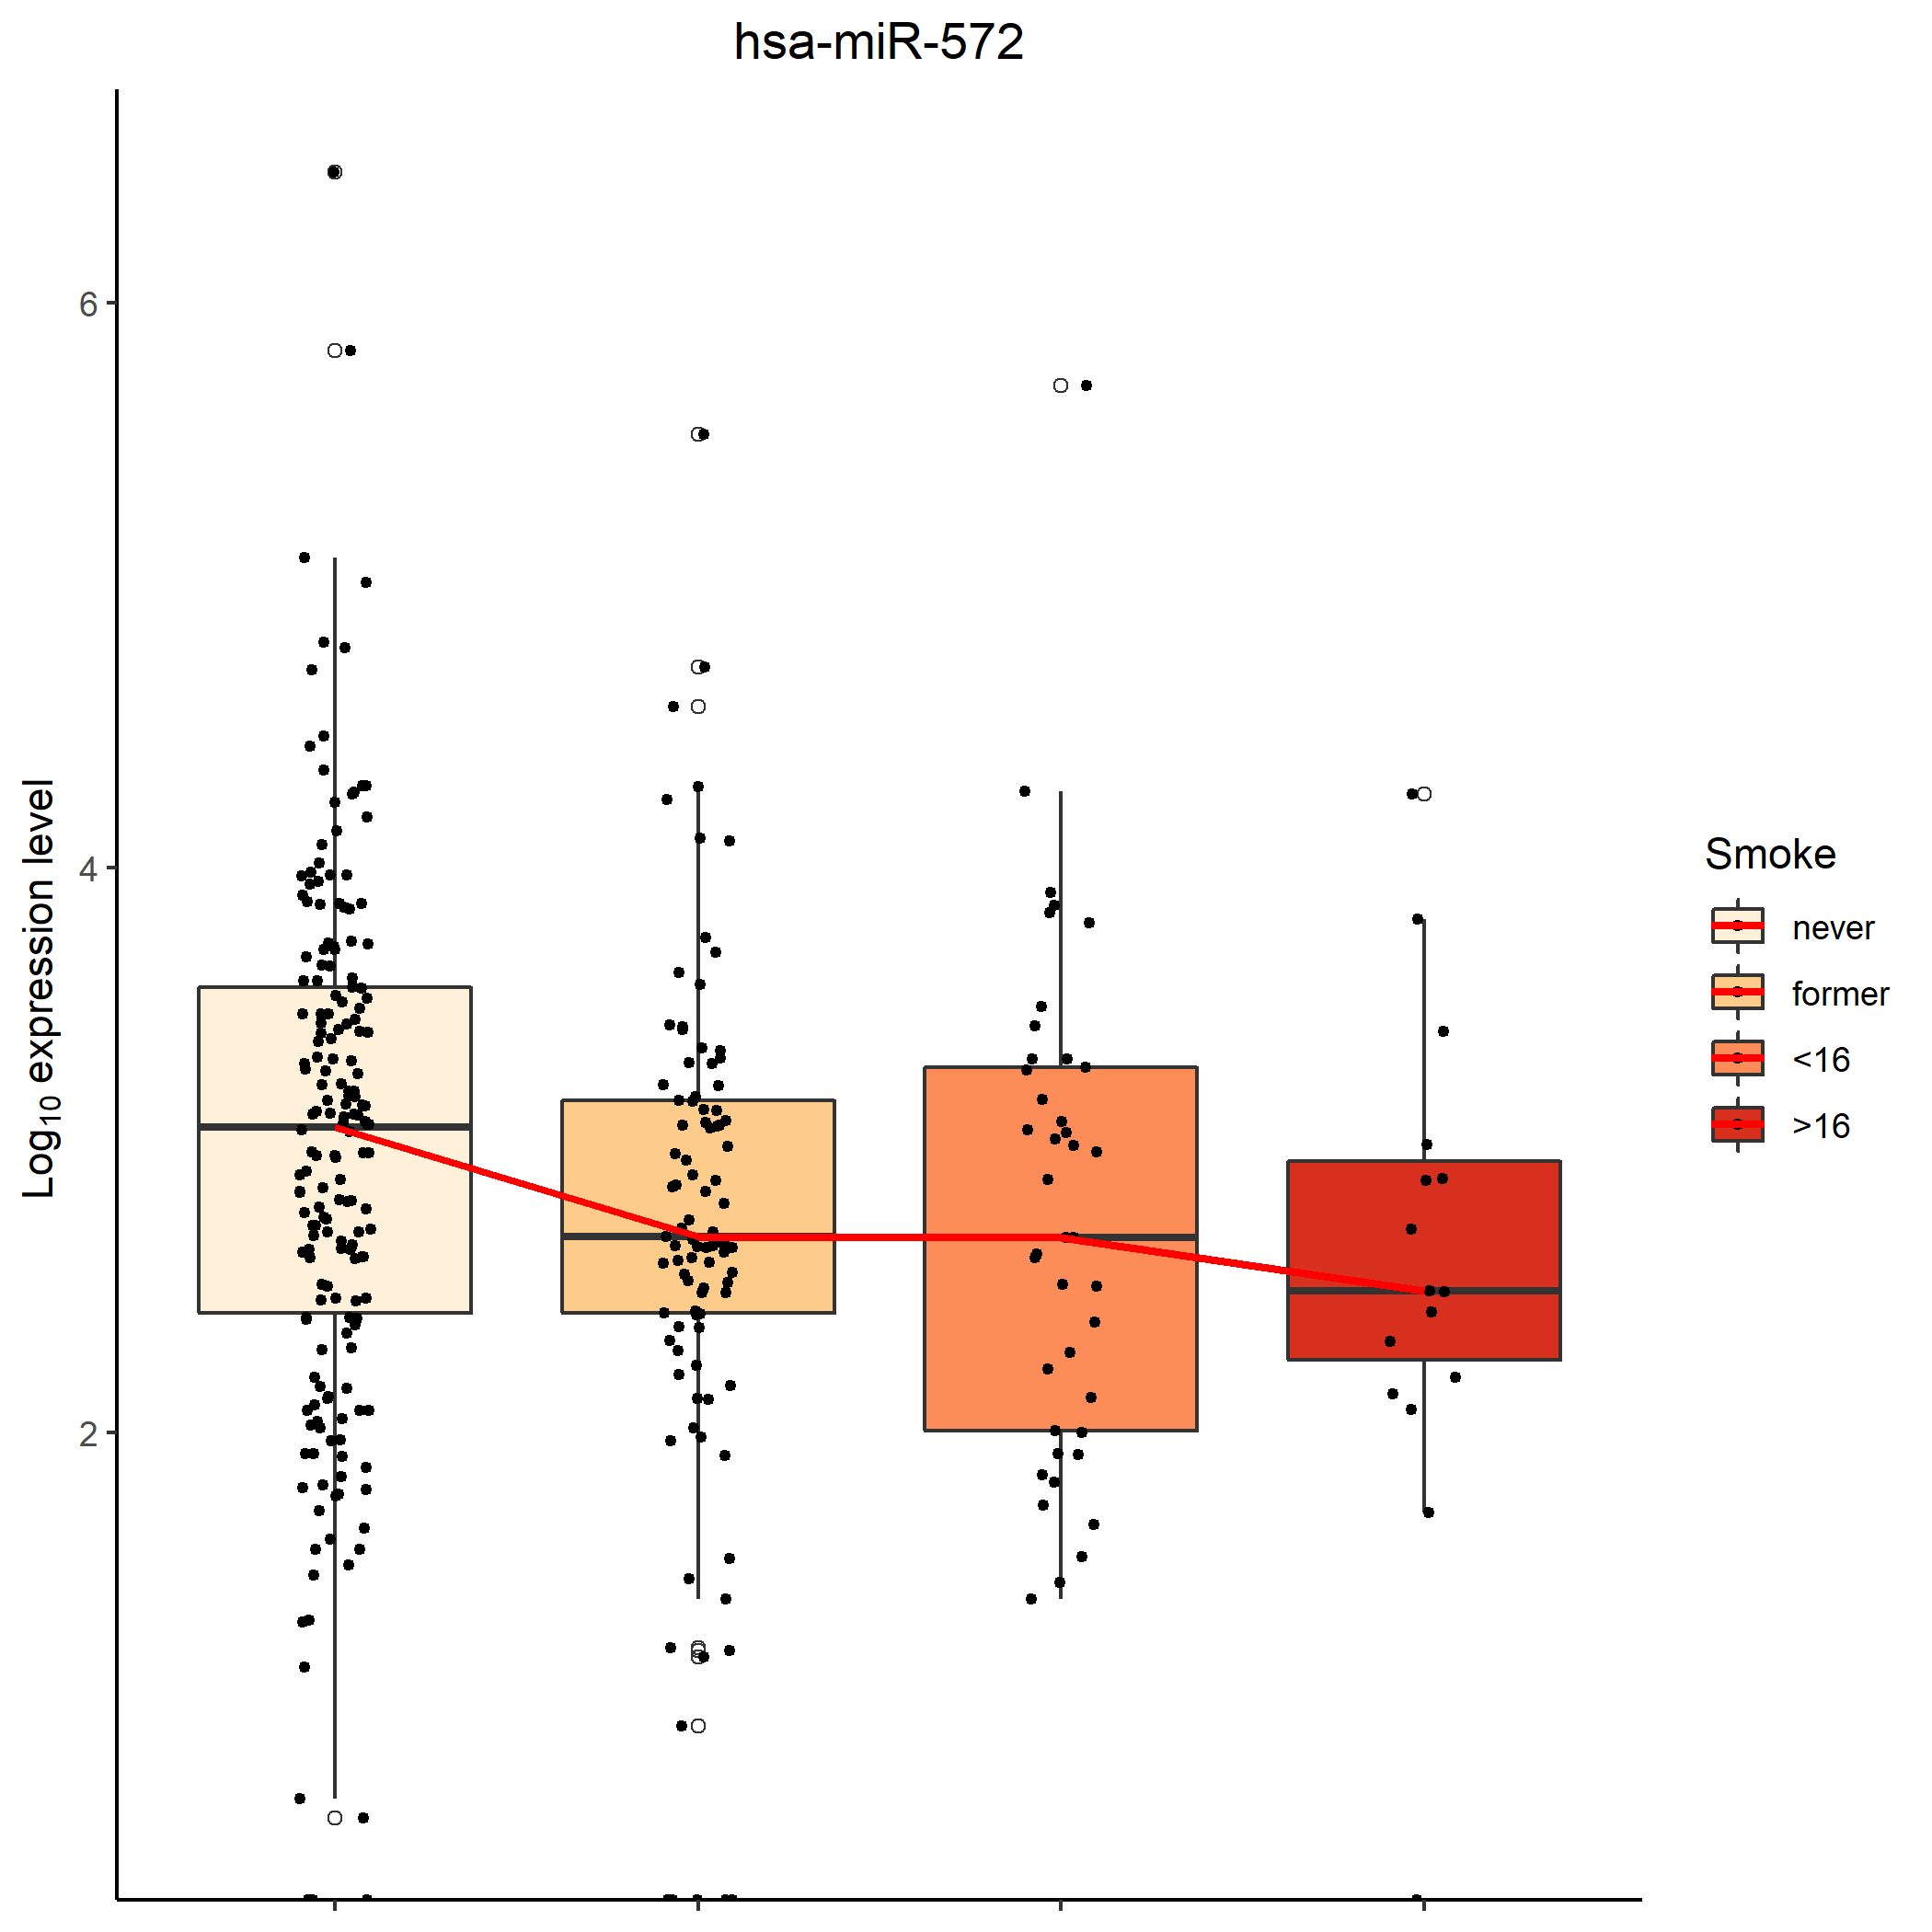 hsa-miR-572
Log10 expression level
6
4
2
Smoke
never
former
<16
>16